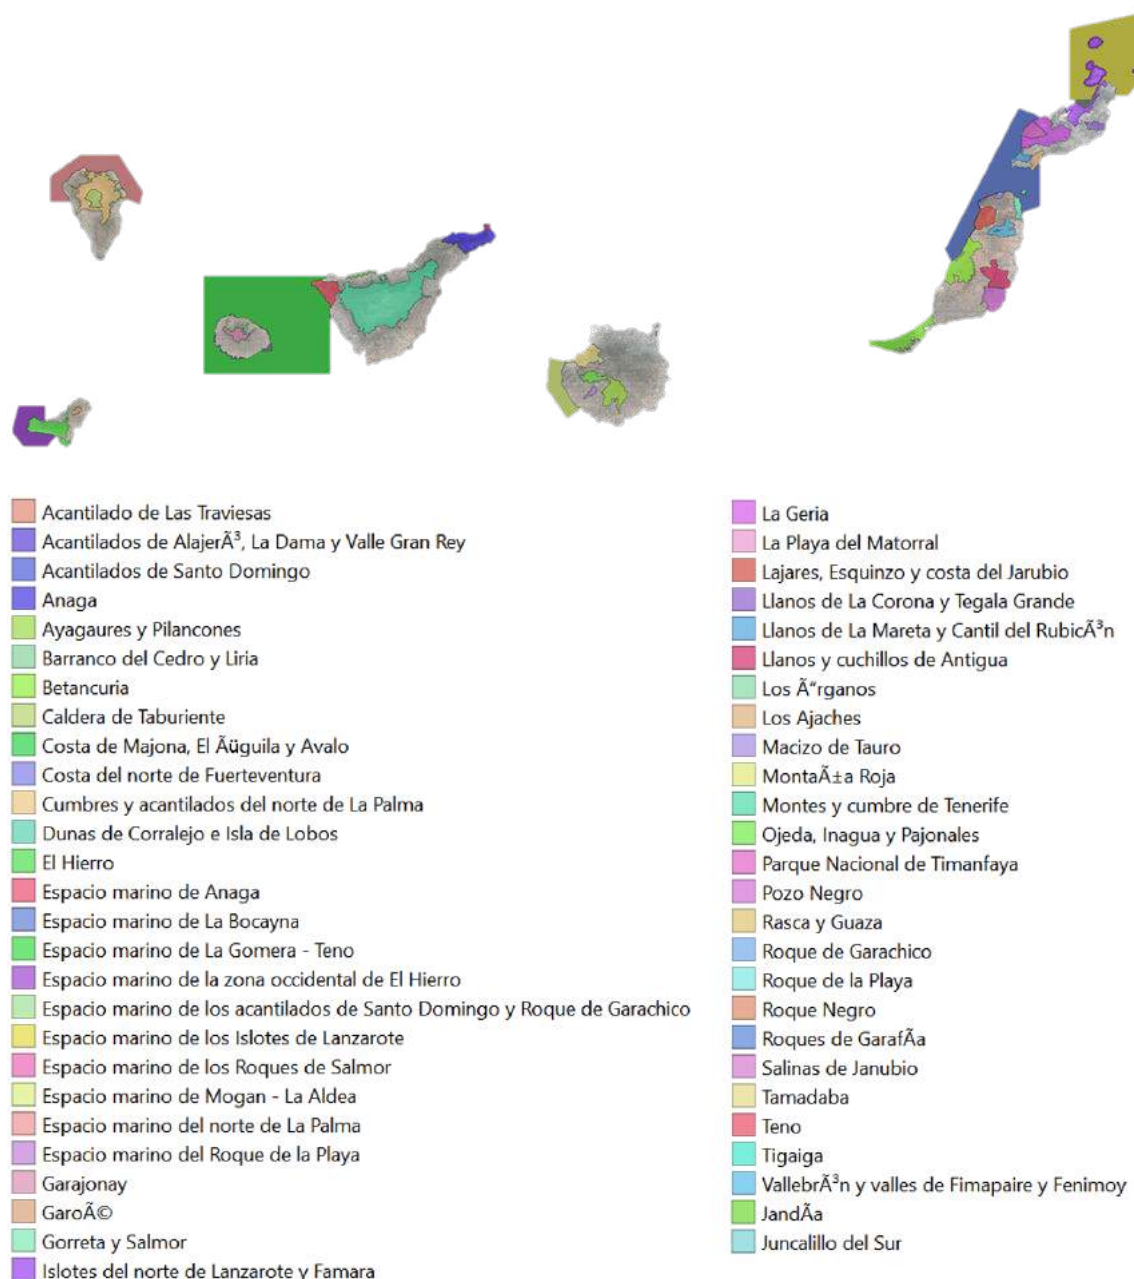 Acantilado de Las Traviesas
Acantilados de AlajerÃ³, La Dama y Valle Gran Rey
Acantilados de Santo Domingo
Anaga
Ayagaures y Pilancones
Barranco del Cedro y Liria
Betancuria
Caldera de Taburiente
Costa de Majona, El Ãüguila y Avalo
Costa del norte de Fuerteventura
Cumbres y acantilados del norte de La Palma
Dunas de Corralejo e Isla de Lobos
El Hierro
Espacio marino de Anaga
Espacio marino de La Bocayna
Espacio marino de La Gomera - Teno
Espacio marino de la zona occidental de El Hierro
Espacio marino de los acantilados de Santo Domingo y Roque de Garachico
Espacio marino de los Islotes de Lanzarote
Espacio marino de los Roques de Salmor
Espacio marino de Mogan - La Aldea
Espacio marino del norte de La Palma
Espacio marino del Roque de la Playa
Garajonay
GaroÃ©
Gorreta y Salmor
Islotes del norte de Lanzarote y Famara
La Geria
La Playa del Matorral
Lajares, Esquinzo y costa del Jarubio
Llanos de La Corona y Tegala Grande
Llanos de La Mareta y Cantil del RubicÃ³n
Llanos y cuchillos de Antigua
Los Ã“rganos
Los Ajaches
Macizo de Tauro
MontaÃ±a Roja
Montes y cumbre de Tenerife
Ojeda, Inagua y Pajonales
Parque Nacional de Timanfaya
Pozo Negro
Rasca y Guaza
Roque de Garachico
Roque de la Playa
Roque Negro
Roques de GarafÃa
Salinas de Janubio
Tamadaba
Teno
Tigaiga
VallebrÃ³n y valles de Fimapaire y Fenimoy
JandÃa
Juncalillo del Sur